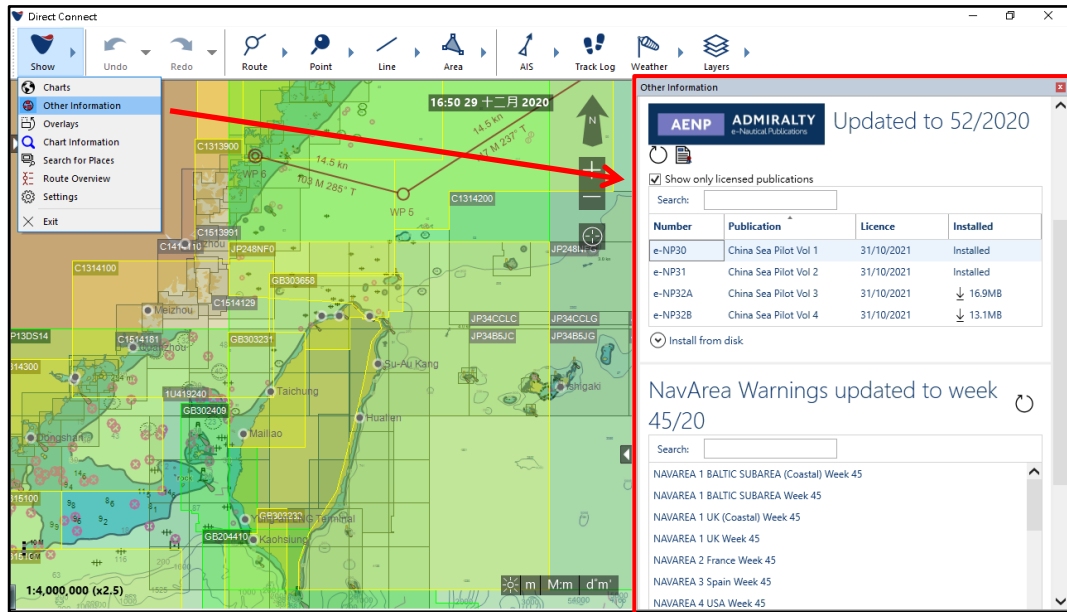 Direct Connect
Show
Undo
Redo
Route
Point
Line
Area
AIS
Track Log
Weather
Layers
Charts
Other Information
Overlays
Chart Information
Search for Places
Route Overview
Settings
Exit
16:50 29 十二月 2020
N
14.5 kn
237° T
C1313900
14.5 kn
WP 6
103 M 285° T
WP 5
C1314200
C1513991
C1414110
JP248NF0
C1314100
GB303658
C1514129
Meizhou
JP34CCLC
JP34CCLG
P13DS14
C1514181
GB303231
JP34B5JC
JP34B5JG
Su-Au Kang
314300
1U419240
Taichung
Ishigaki
GB302409
Hualien
Dongshan
Mailiao
315100
GB303232
Terminal
GB204410
Kaohsiung
1:4,000,000 (x2.5)
m
M:m
d°m'
Other Information
AENP
ADMIRALTY
e-Nautical Publications
Updated to 52/2020
Show only licensed publications
Search:
Number Publication Licence Installed
e-NP30 China Sea Pilot Vol 1 31/10/2021 Installed
e-NP31 China Sea Pilot Vol 2 31/10/2021 Installed
e-NP32A China Sea Pilot Vol 3 31/10/2021 16.9MB
e-NP32B China Sea Pilot Vol 4 31/10/2021 13.1MB
Install from disk
NavArea Warnings updated to week
45/20
Search:
NAVAREA 1 BALTIC SUBAREA (Coastal) Week 45
NAVAREA 1 BALTIC SUBAREA Week 45
NAVAREA 1 UK (Coastal) Week 45
NAVAREA 1 UK Week 45
NAVAREA 2 France Week 45
NAVAREA 3 Spain Week 45
NAVAREA 4 USA Week 45